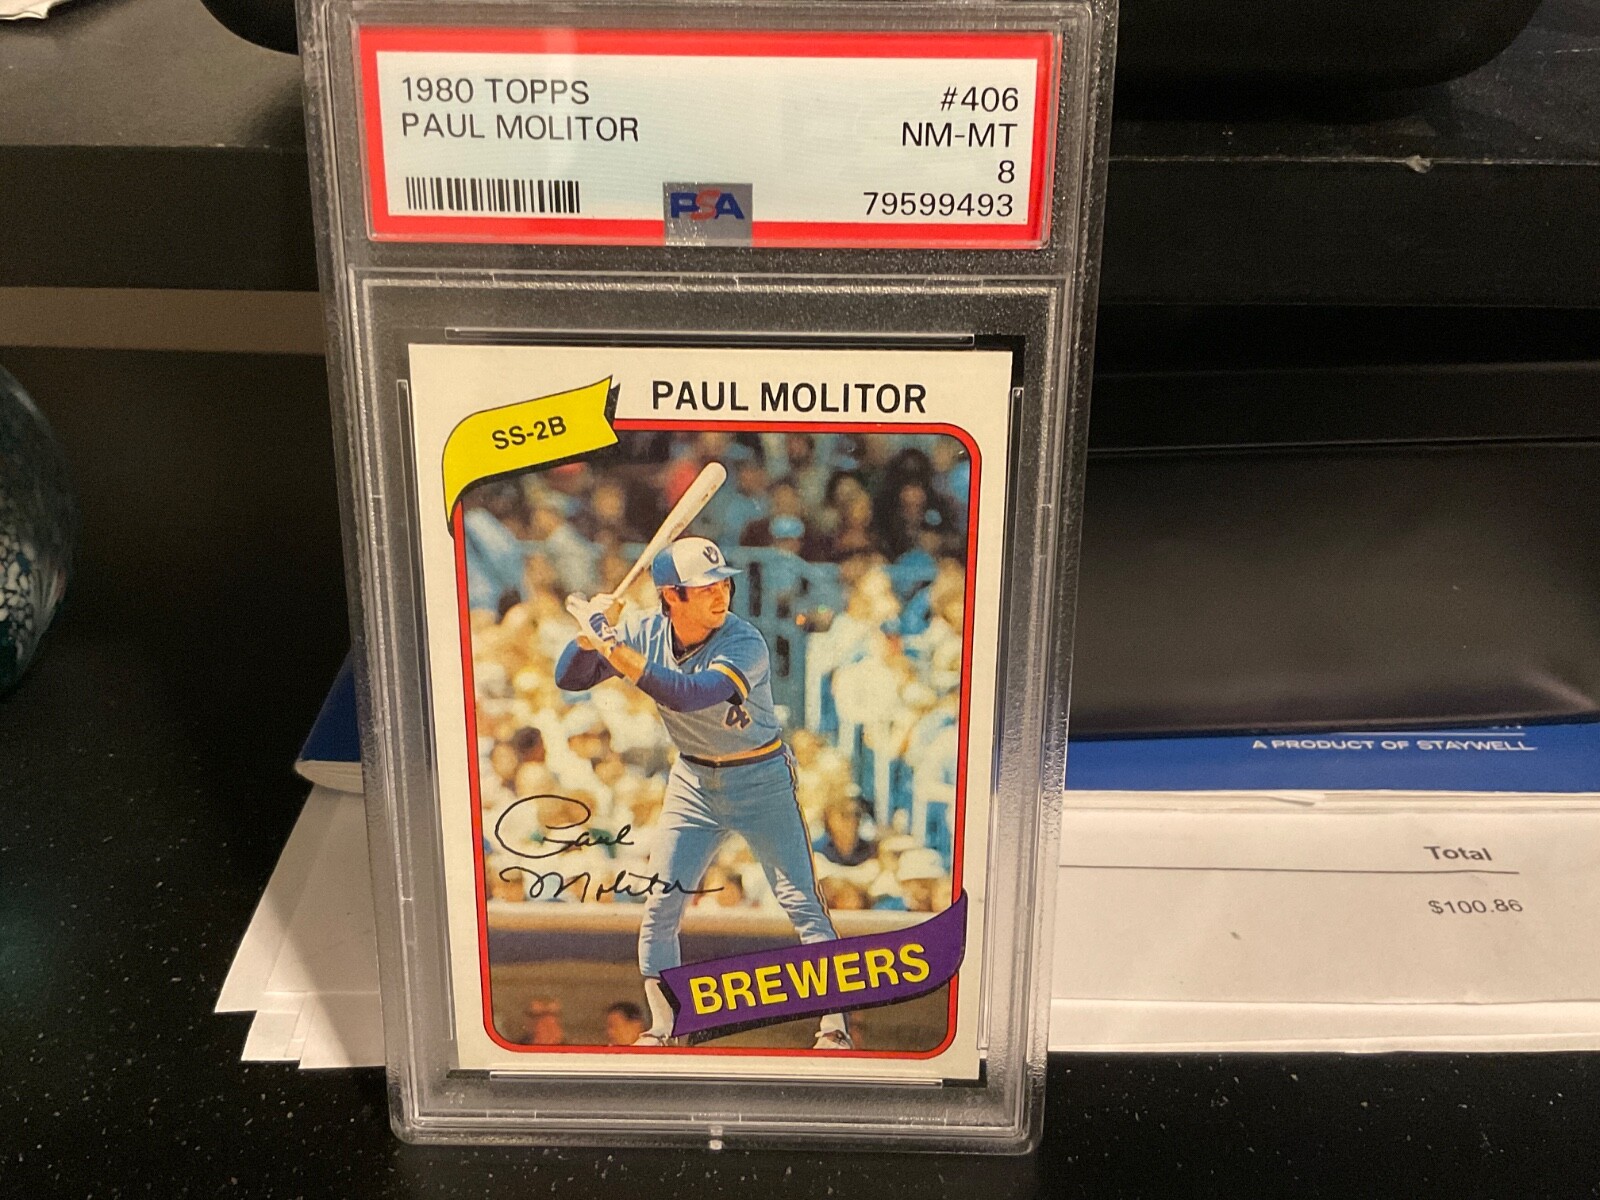 1980 TOPPS
PAUL MOLITOR
#406
NM-MT
8
PSA
79599493
PAUL MOLITOR
SS-2B
4
Paul
Molitor
BREWERS
A PRODUCT OF STAYWELL
Total
$100.86